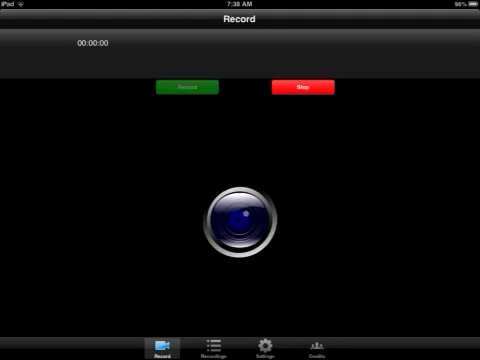 iPad 7:38 AM 96%
Record
00:00:00
Record Stop
Record Recordings Settings Credits